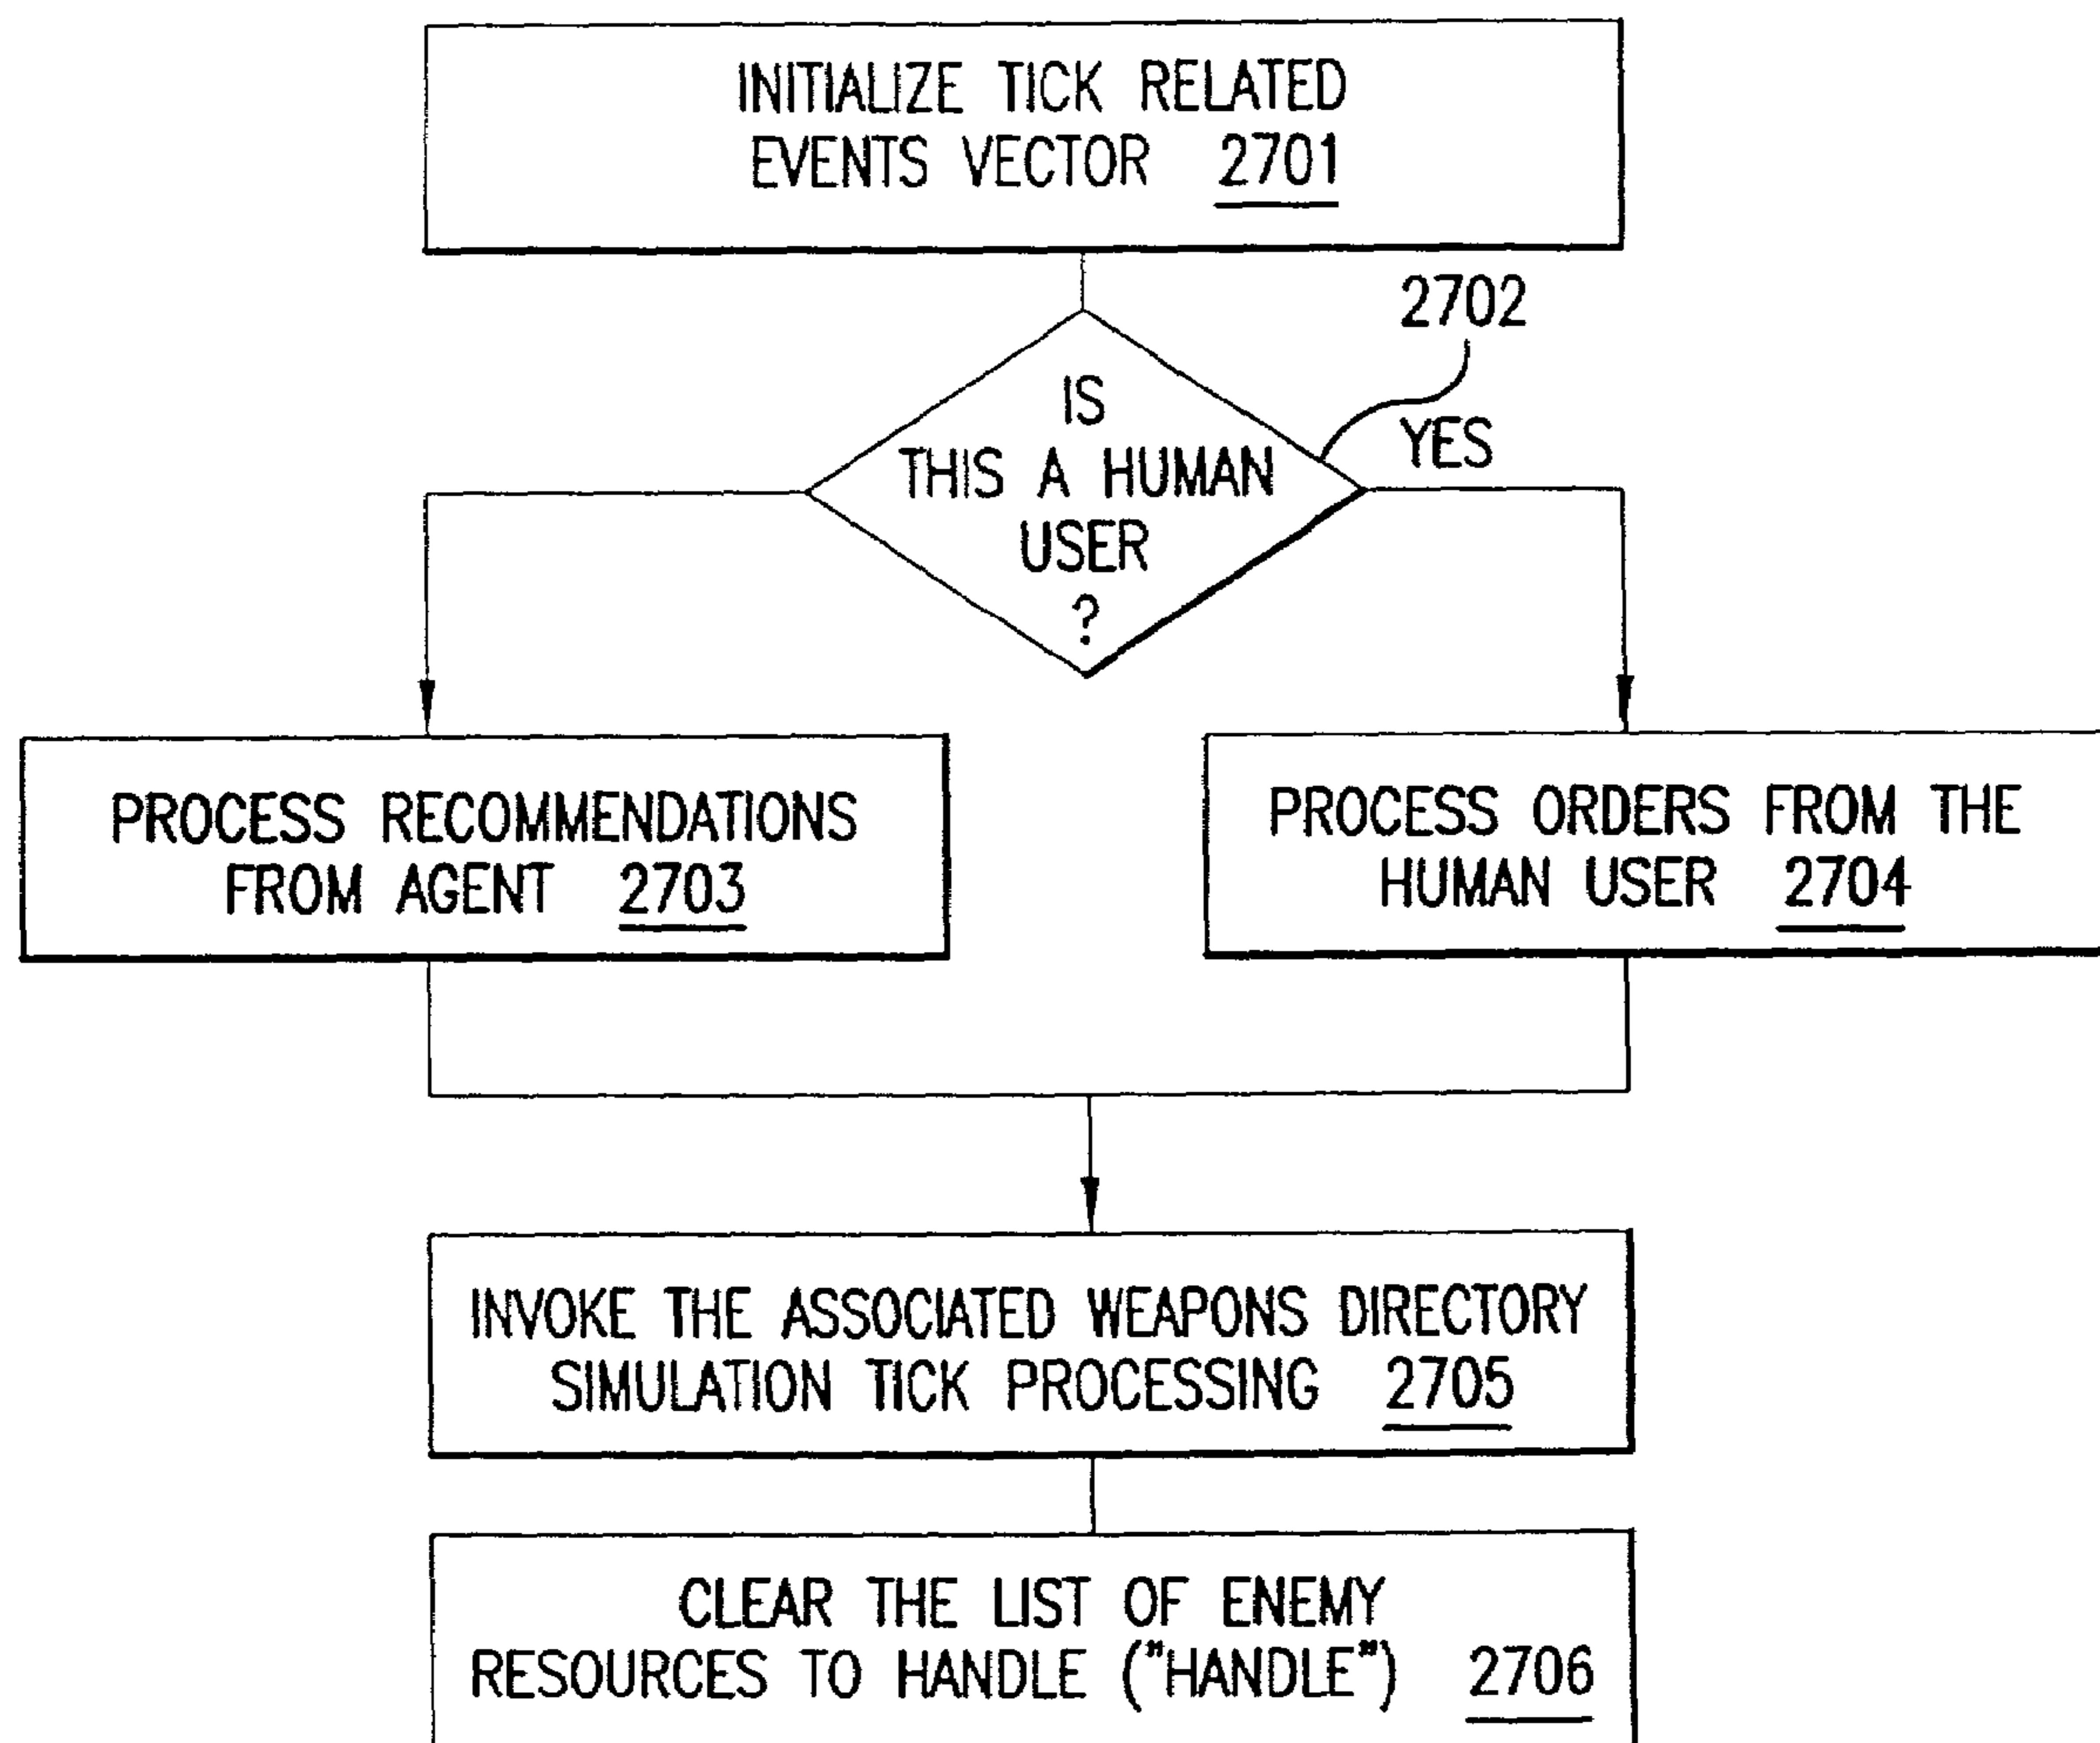 INITIALIZE TICK RELATED
EVENTS VECTOR 2701
2702
IS
THIS A HUMAN
USER
?
YES
PROCESS RECOMMENDATIONS
FROM AGENT 2703
PROCESS ORDERS FROM THE
HUMAN USER 2704
INVOKE THE ASSOCIATED WEAPONS DIRECTORY
SIMULATION TICK PROCESSING 2705
CLEAR THE LIST OF ENEMY
RESOURCES TO HANDLE ("HANDLE") 2706